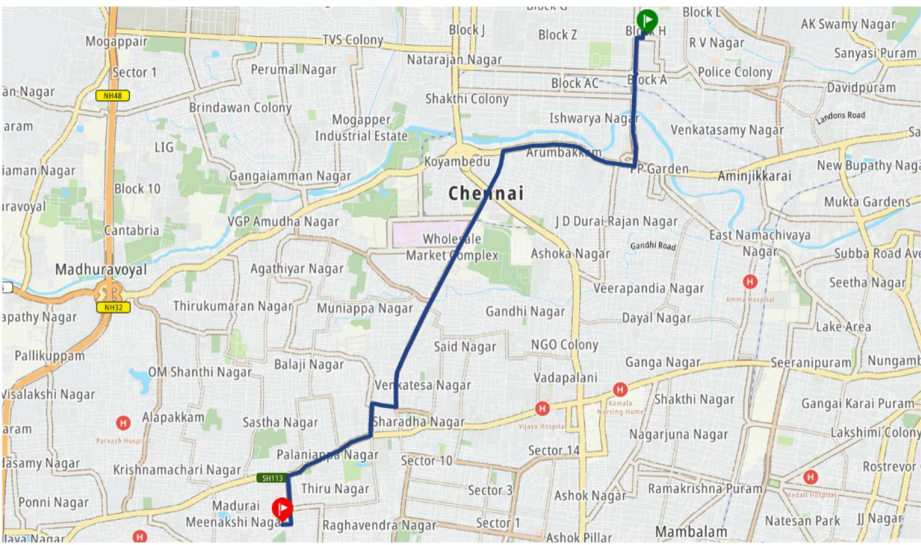 Block G
Block L
AK Swamy Nagar
Block J
Block Z
Block H
Mogappair
TVS Colony
R V Nagar
Sanyasi Puram
Natarajan Nagar
Sector 1
Perumal Nagar
Block AC
Block A
Police Colony
Davidpuram
an Nagar
NH48
Shakthi Colony
Brindawan Colony
Landons Road
Mogapper
Industrial Estate
Ishwarya Nagar
Venkatasamy Nagar
aram
LIG
Sa
Arumbakkam
Koyambedu
PP Garden
Aminjikkarai
New Bupathy Naga
iaman Nagar
Gangaiamman Nagar
Block 10
Chennai
Mukta Gardens
uravoyal
VGP Amudha Nagar
J D Durai-Rajan Nagar
Cantabria
East Namachivaya
Nagar
Wholesale
Market Complex
Gandhi Road
Ashoka Nagar
Subba Road Ave
Madhuravoyal
Agathiyar Nagar
Seetha Nagar
Veerapandia Nagar
H
Amma Hospital
NH32
Thirukumaran Nagar
Muniappa Nagar
Gandhi Nagar
Dayal Nagar
apathy Nagar
Lake Area
Pallikuppam
Said Nagar
NGO Colony
Ganga Nagar
Seeranipuram
Nungamb
Balaji Nagar
OM Shanthi Nagar
Venkatesa Nagar
Vadapalani
Visalakshi Nagar
H
Kamala
Nursing Home
Shakthi Nagar
Gangai Karai Puram
Alapakkam
H
Vijaya Hospital
Sastha Nagar
Sharadha Nagar
H
Parvash Hospital
aram
Nagarjuna Nagar
Lakshimi Colony
Palaniappa Nagar
Sector 14
dasamy Nagar
Krishnamachari Nagar
Sector 10
Rostrevor
SH113
H
Medall Hospital
Thiru Nagar
Sector 3
Ashok Nagar
Ramakrishna Puram
Ponni Nagar
Madurai
Meenakshi Nagar
Raghavendra Nagar
Sector 1
Natesan Park
JJ Nagar
Jaya Nagar
H
Ashok Pillar
Mambalam